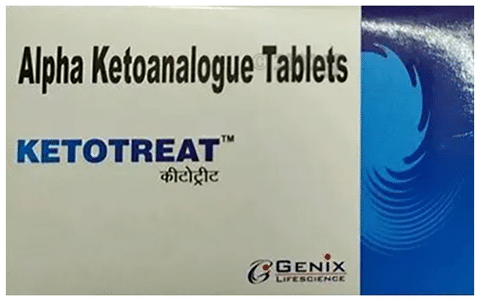 Alpha Ketoanalogue Tablets
KETOTREAT™
कीटोट्रीट
GENIX
LIFESCIENCE